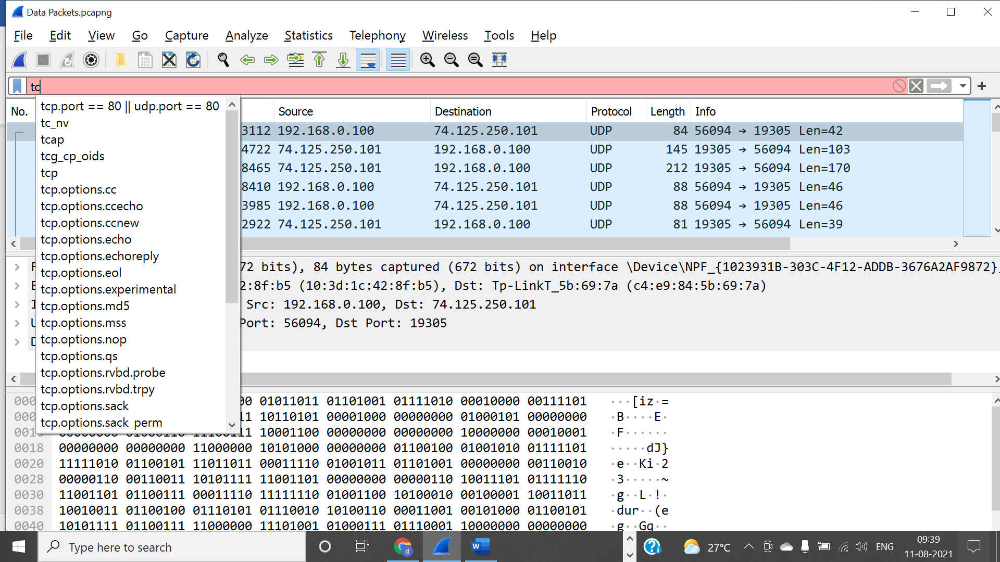 Data Packets.pcapng
File Edit View Go Capture Analyze Statistics Telephony Wireless Tools Help
tc
No. Source Destination Protocol Length Info
tcp.port == 80 || udp.port == 80
tc_nv
tcap
tcg_cp_oids
tcp
tcp.options.cc
tcp.options.ccecho
tcp.options.ccnew
tcp.options.echo
tcp.options.echoreply
tcp.options.eol
tcp.options.experimental
tcp.options.md5
tcp.options.mss
tcp.options.nop
tcp.options.qs
tcp.options.rvbd.probe
tcp.options.rvbd.trpy
tcp.options.sack
tcp.options.sack_perm
3112 192.168.0.100 74.125.250.101 UDP 84 56094 → 19305 Len=42
4722 74.125.250.101 192.168.0.100 UDP 145 19305 → 56094 Len=103
8465 74.125.250.101 192.168.0.100 UDP 212 19305 → 56094 Len=170
8410 192.168.0.100 74.125.250.101 UDP 88 56094 → 19305 Len=46
3985 192.168.0.100 74.125.250.101 UDP 88 56094 → 19305 Len=46
2922 74.125.250.101 192.168.0.100 UDP 81 19305 → 56094 Len=39
72 bits), 84 bytes captured (672 bits) on interface \Device\NPF_{1023931B-303C-4F12-ADDB-3676A2AF9872}
2:8f:b5 (10:3d:1c:42:8f:b5), Dst: Tp-LinkT_5b:69:7a (c4:e9:84:5b:69:7a)
Src: 192.168.0.100, Dst: 74.125.250.101
Port: 56094, Dst Port: 19305
000 00 01011011 01101001 01111010 00010000 00111101 ···[iz·=
000 11 10110101 00001000 00000000 01000101 00000000 ·B····E·
10001100 00000000 10000000 00010001 ·F······
0018 00000000 00000000 11000000 10101000 00000000 01100100 01001010 01111101 ·····dJ}
0020 11111010 01100101 11011011 00011110 01001011 01101001 00000000 00110010 ·e··Ki·2
0028 00000110 00110011 10101111 11001101 00000000 00000110 10011101 01111110 ·3·····~
0030 11001101 01100111 00011110 11111110 01001100 10100010 00100001 10011011 ·g··L·!·
0038 10010011 01100100 01110101 01110010 10100110 00011001 00101000 01100101 ·dur··(e
0040 10101111 01100111 11000000 11101001 01000111 01110001 10000000 00000000 ·g··Gq··
Type here to search
27°C
ENG
09:39
11-08-2021